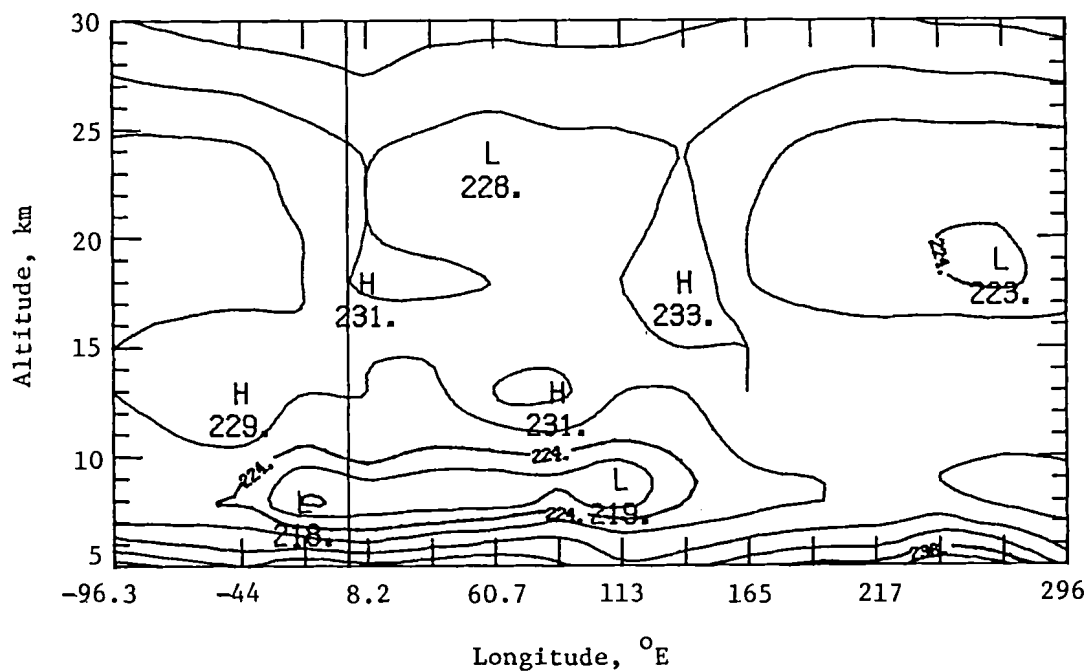 30
25
L
228.
20
224.
L
223.
H
231.
H
233.
15
H
229.
H
231.
10
224.
224.
L
219.
L
218.
224.
236.
5
-96.3 -44 8.2 60.7 113 165 217 296
Altitude, km
Longitude, °E